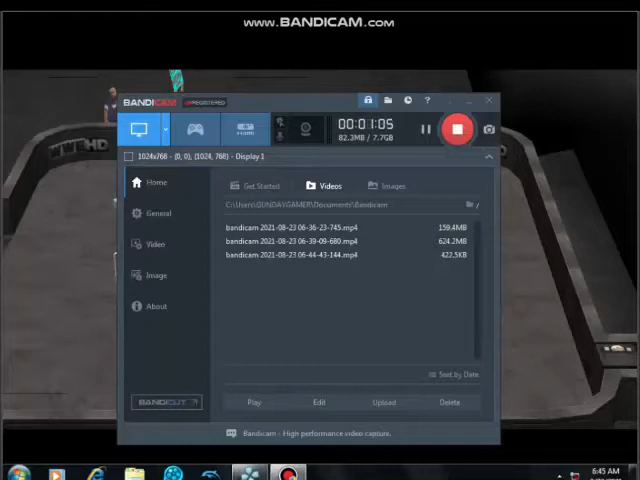 www.BANDICAM.com
BANDICAM UNREGISTERED
?
HDMI
00:01:05
82.3MB / 7.7GB
1024x768 - (0, 0), (1024, 768) - Display 1
Home
General
Video
Image
About
BANDICUT
Get Started
Videos
Images
C:\Users\GUNDAYGAMER\Documents\Bandicam
bandicam 2021-08-23 06-36-23-745.mp4 159.4MB
bandicam 2021-08-23 06-39-09-680.mp4 624.2MB
bandicam 2021-08-23 06-44-43-144.mp4 422.5KB
Sort by Date
Play Edit Upload Delete
Bandicam - High performance video capture.
6:45 AM